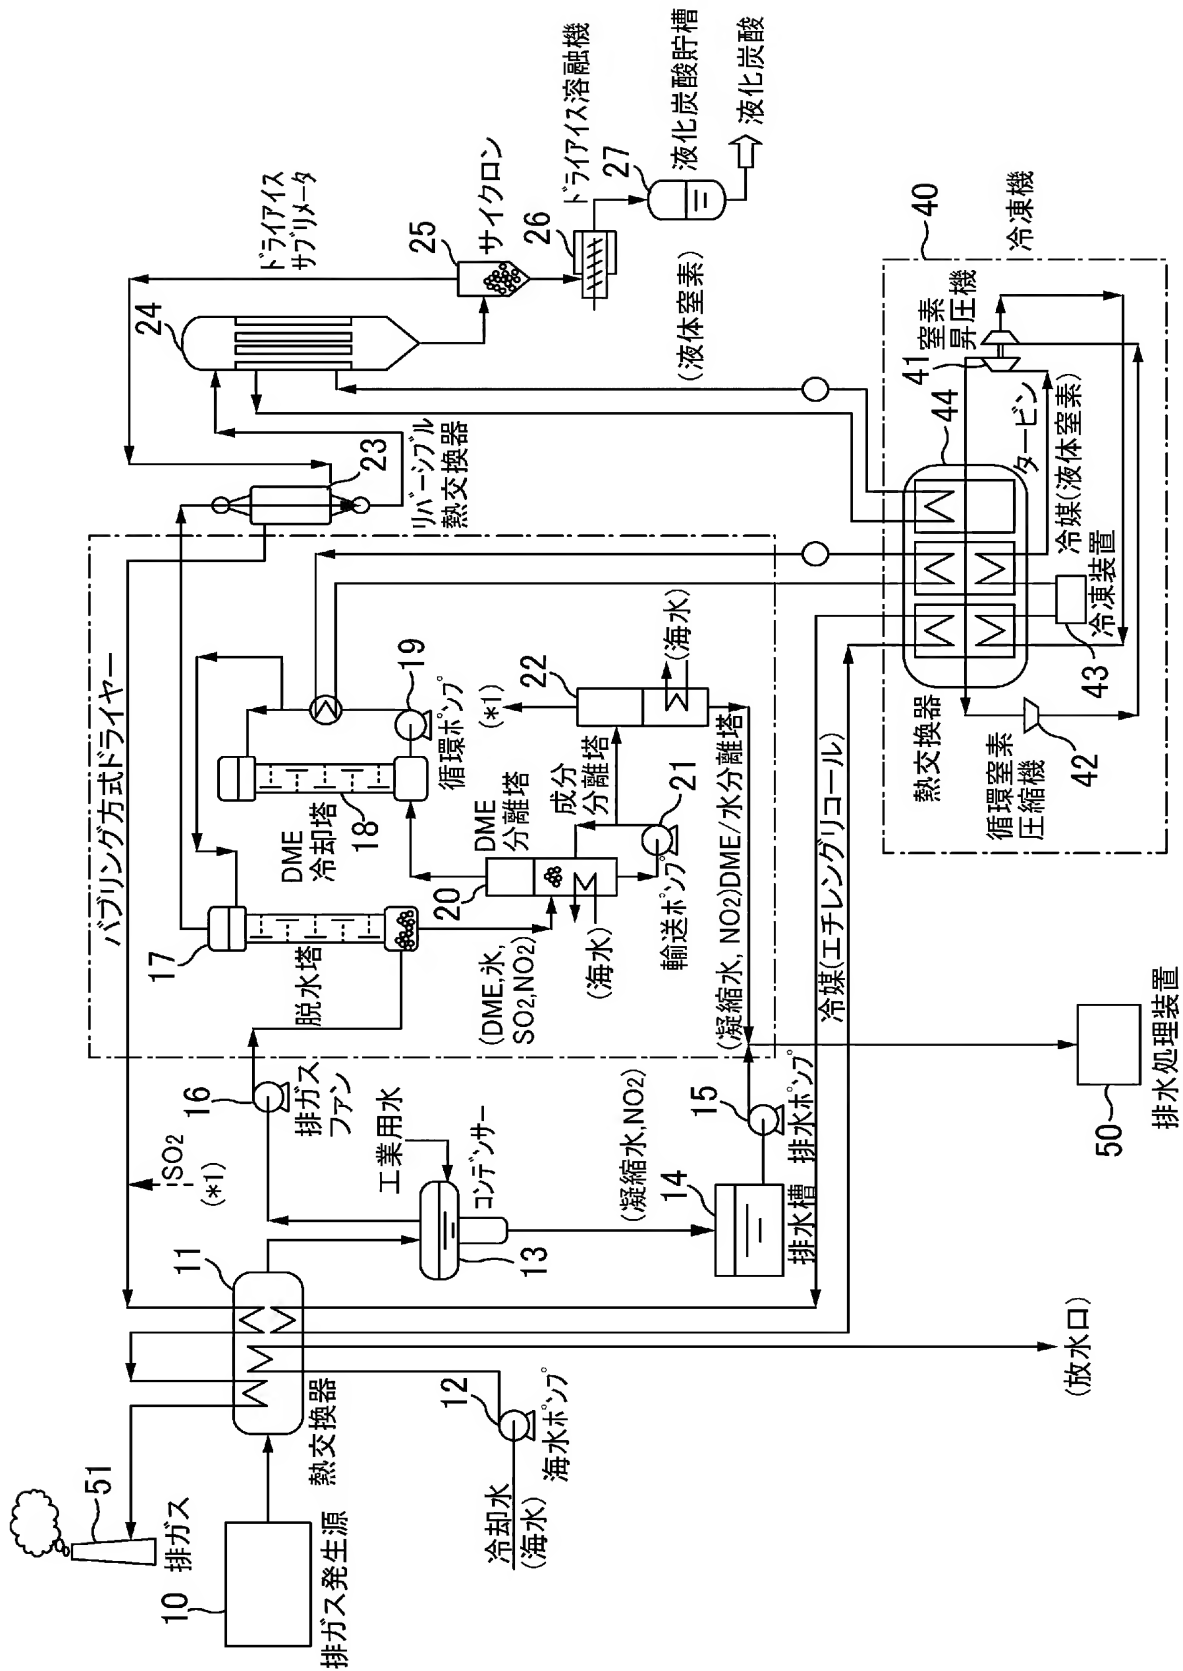 51
排ガス
10
排ガス発生源
11
熱交換器
冷却水
(海水)
12
海水ポンプ
(放水口)
SO2
(*1)
16
排ガス
ファン
工業用水
コンデンサー
13
(凝縮水,NO2)
14
排水槽
15
排水ポンプ
50
排水処理装置
バブリング方式ドライヤー
17
脱水塔
(DME,氷,
SO2,NO2)
DME
冷却塔
18
19
循環ポンプ
20
DME
分離塔
(海水)
成分
分離塔
21
輸送ポンプ
22
(*1)
(海水)
(凝縮水,NO2)DME/水分離塔
冷媒(エチレングリコール)
23
リバーシブル
熱交換器
24
ドライアイス
サブリメータ
25
サイクロン
26
ドライアイス溶融機
27
液化炭酸貯槽
液化炭酸
(液体窒素)
40
冷凍機
窒素
昇圧機
41
タービン
44
冷媒(液体窒素)
冷凍装置
43
熱交換器
循環窒素
圧縮機
42